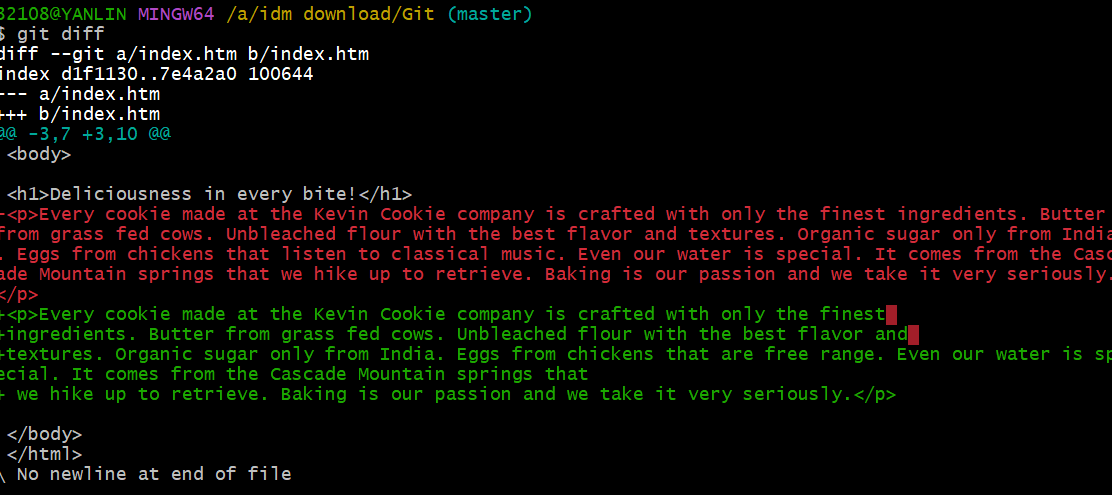 32108@YANLIN MINGW64 /a/idm download/Git (master)
$ git diff
diff --git a/index.htm b/index.htm
index d1f1130..7e4a2a0 100644
--- a/index.htm
+++ b/index.htm
@@ -3,7 +3,10 @@
<body>
<h1>Deliciousness in every bite!</h1>
-<p>Every cookie made at the Kevin Cookie company is crafted with only the finest ingredients. Butter
from grass fed cows. Unbleached flour with the best flavor and textures. Organic sugar only from India
. Eggs from chickens that listen to classical music. Even our water is special. It comes from the Casc
ade Mountain springs that we hike up to retrieve. Baking is our passion and we take it very seriously.
</p>
+<p>Every cookie made at the Kevin Cookie company is crafted with only the finest
+ingredients. Butter from grass fed cows. Unbleached flour with the best flavor and
+textures. Organic sugar only from India. Eggs from chickens that are free range. Even our water is sp
ecial. It comes from the Cascade Mountain springs that
+ we hike up to retrieve. Baking is our passion and we take it very seriously.</p>
</body>
</html>
\ No newline at end of file